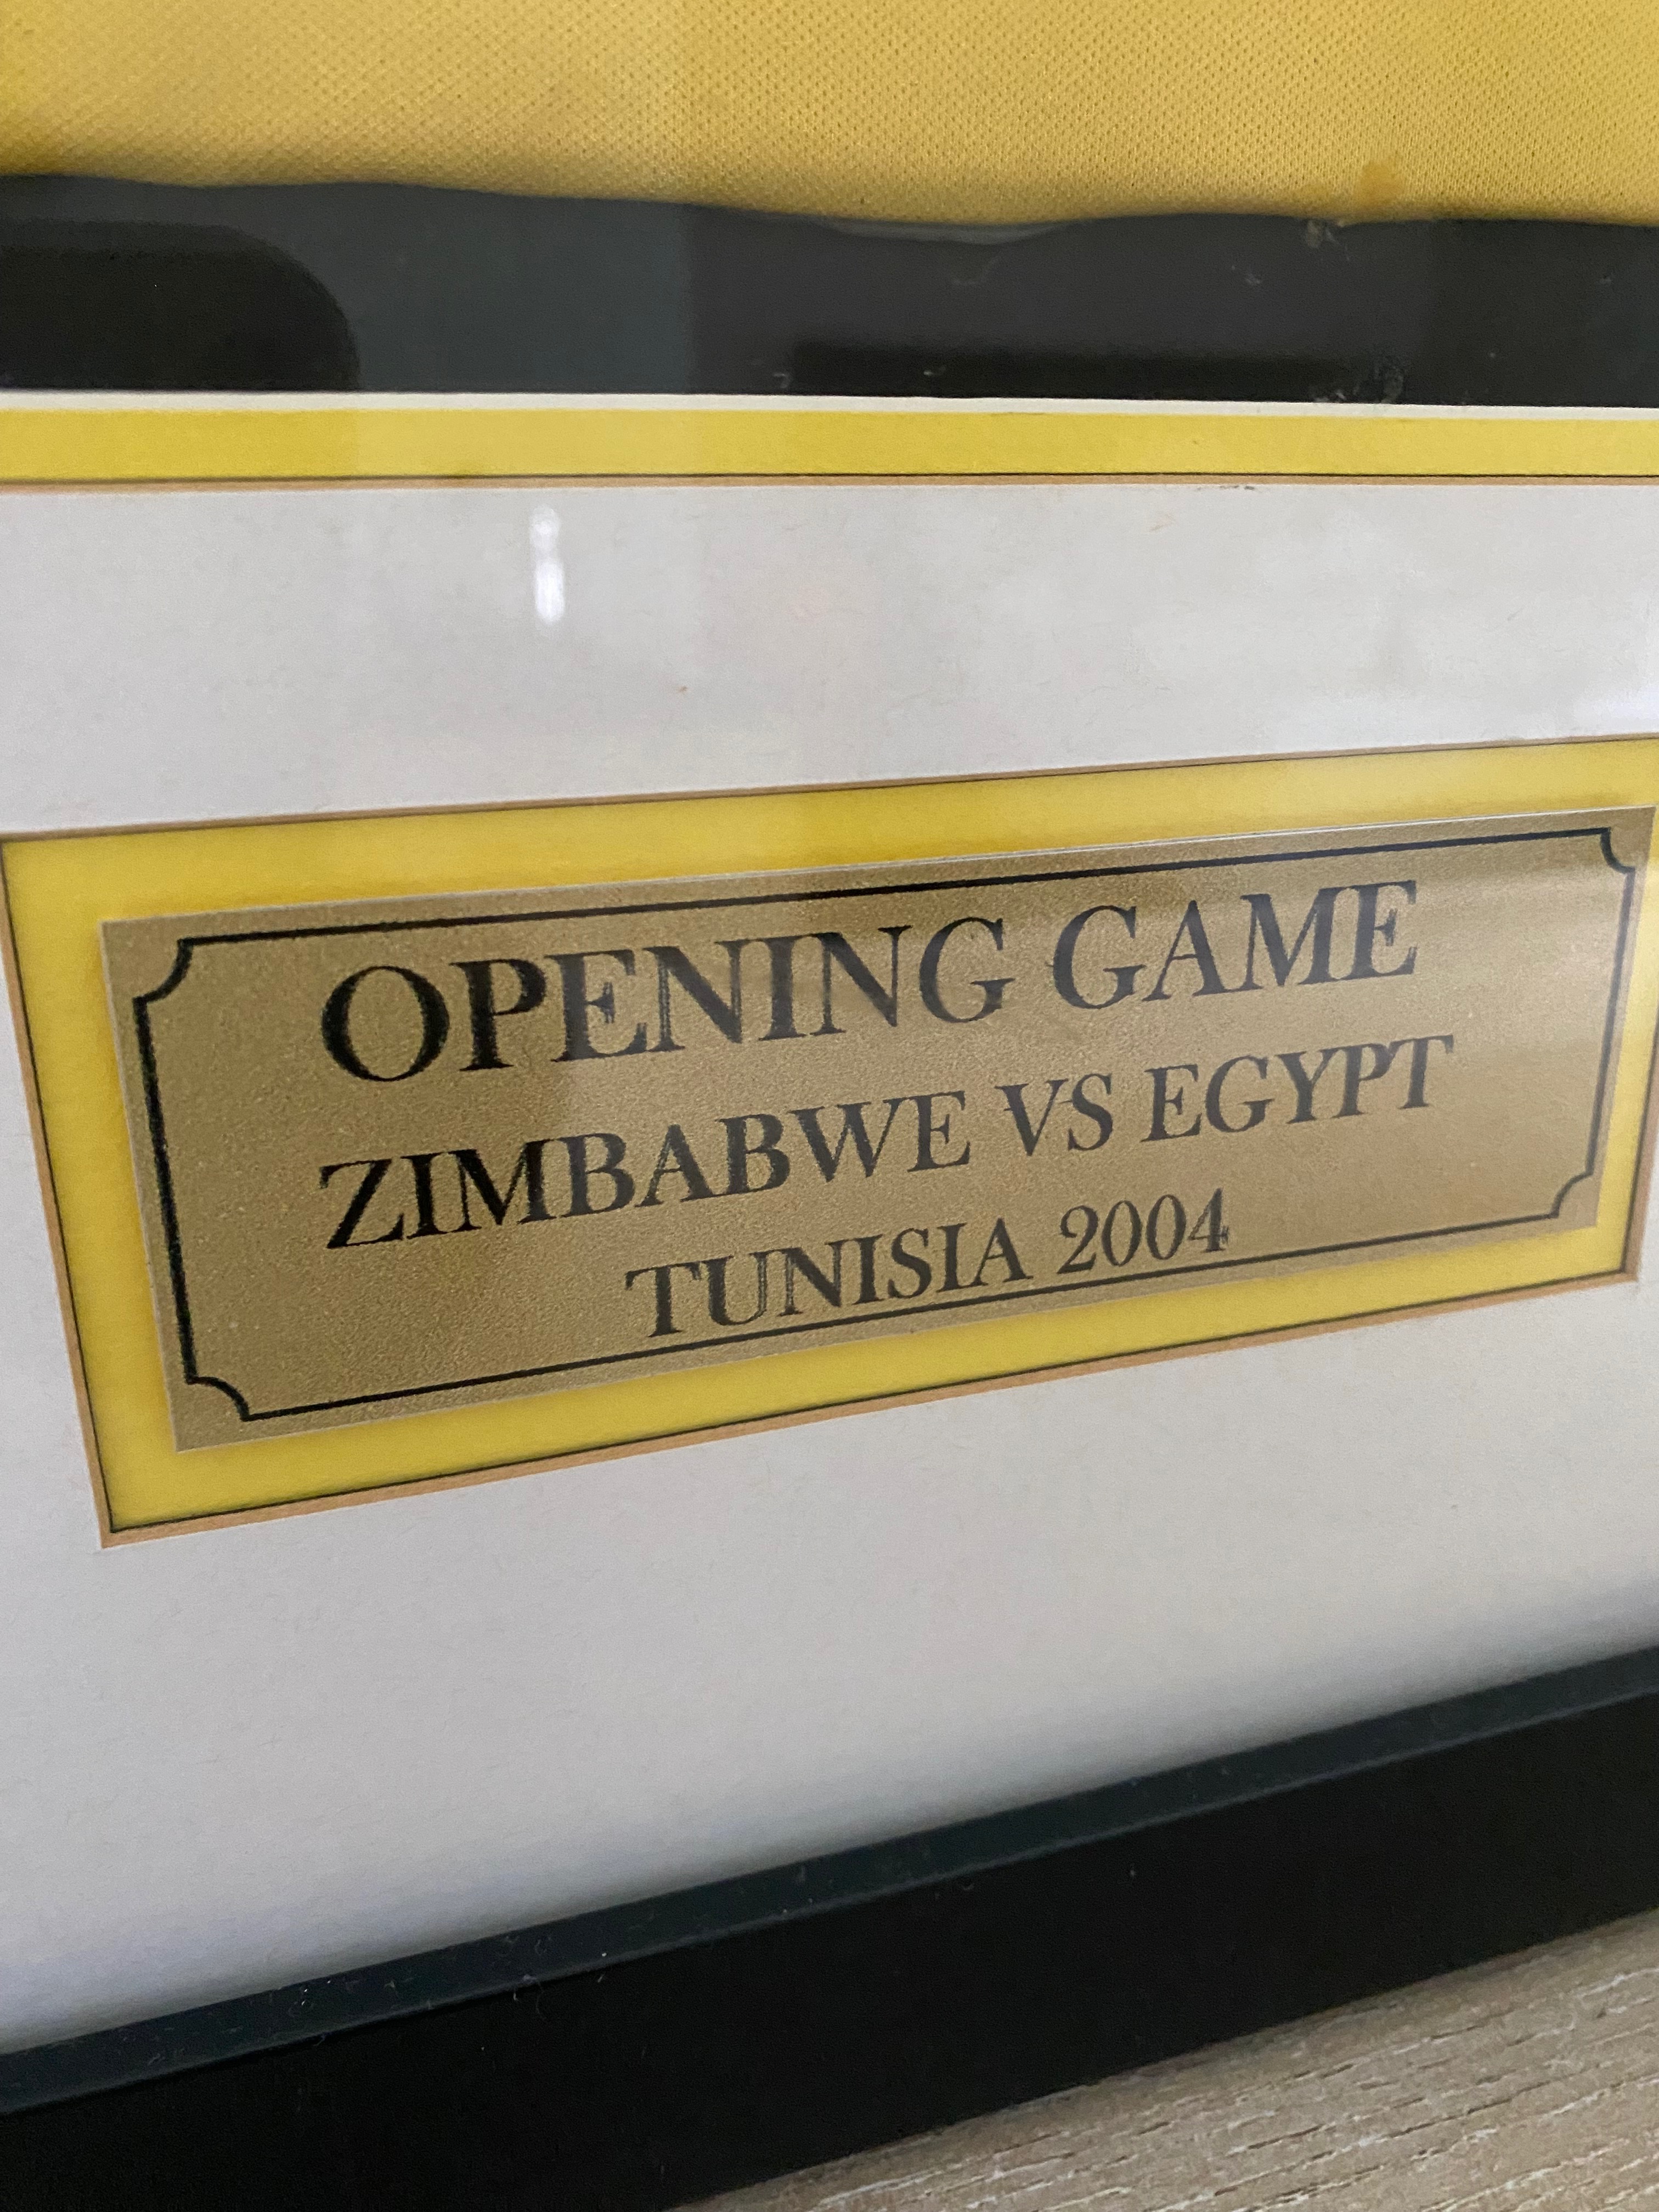 OPENING GAME
ZIMBABWE VS EGYPT
TUNISIA 2004